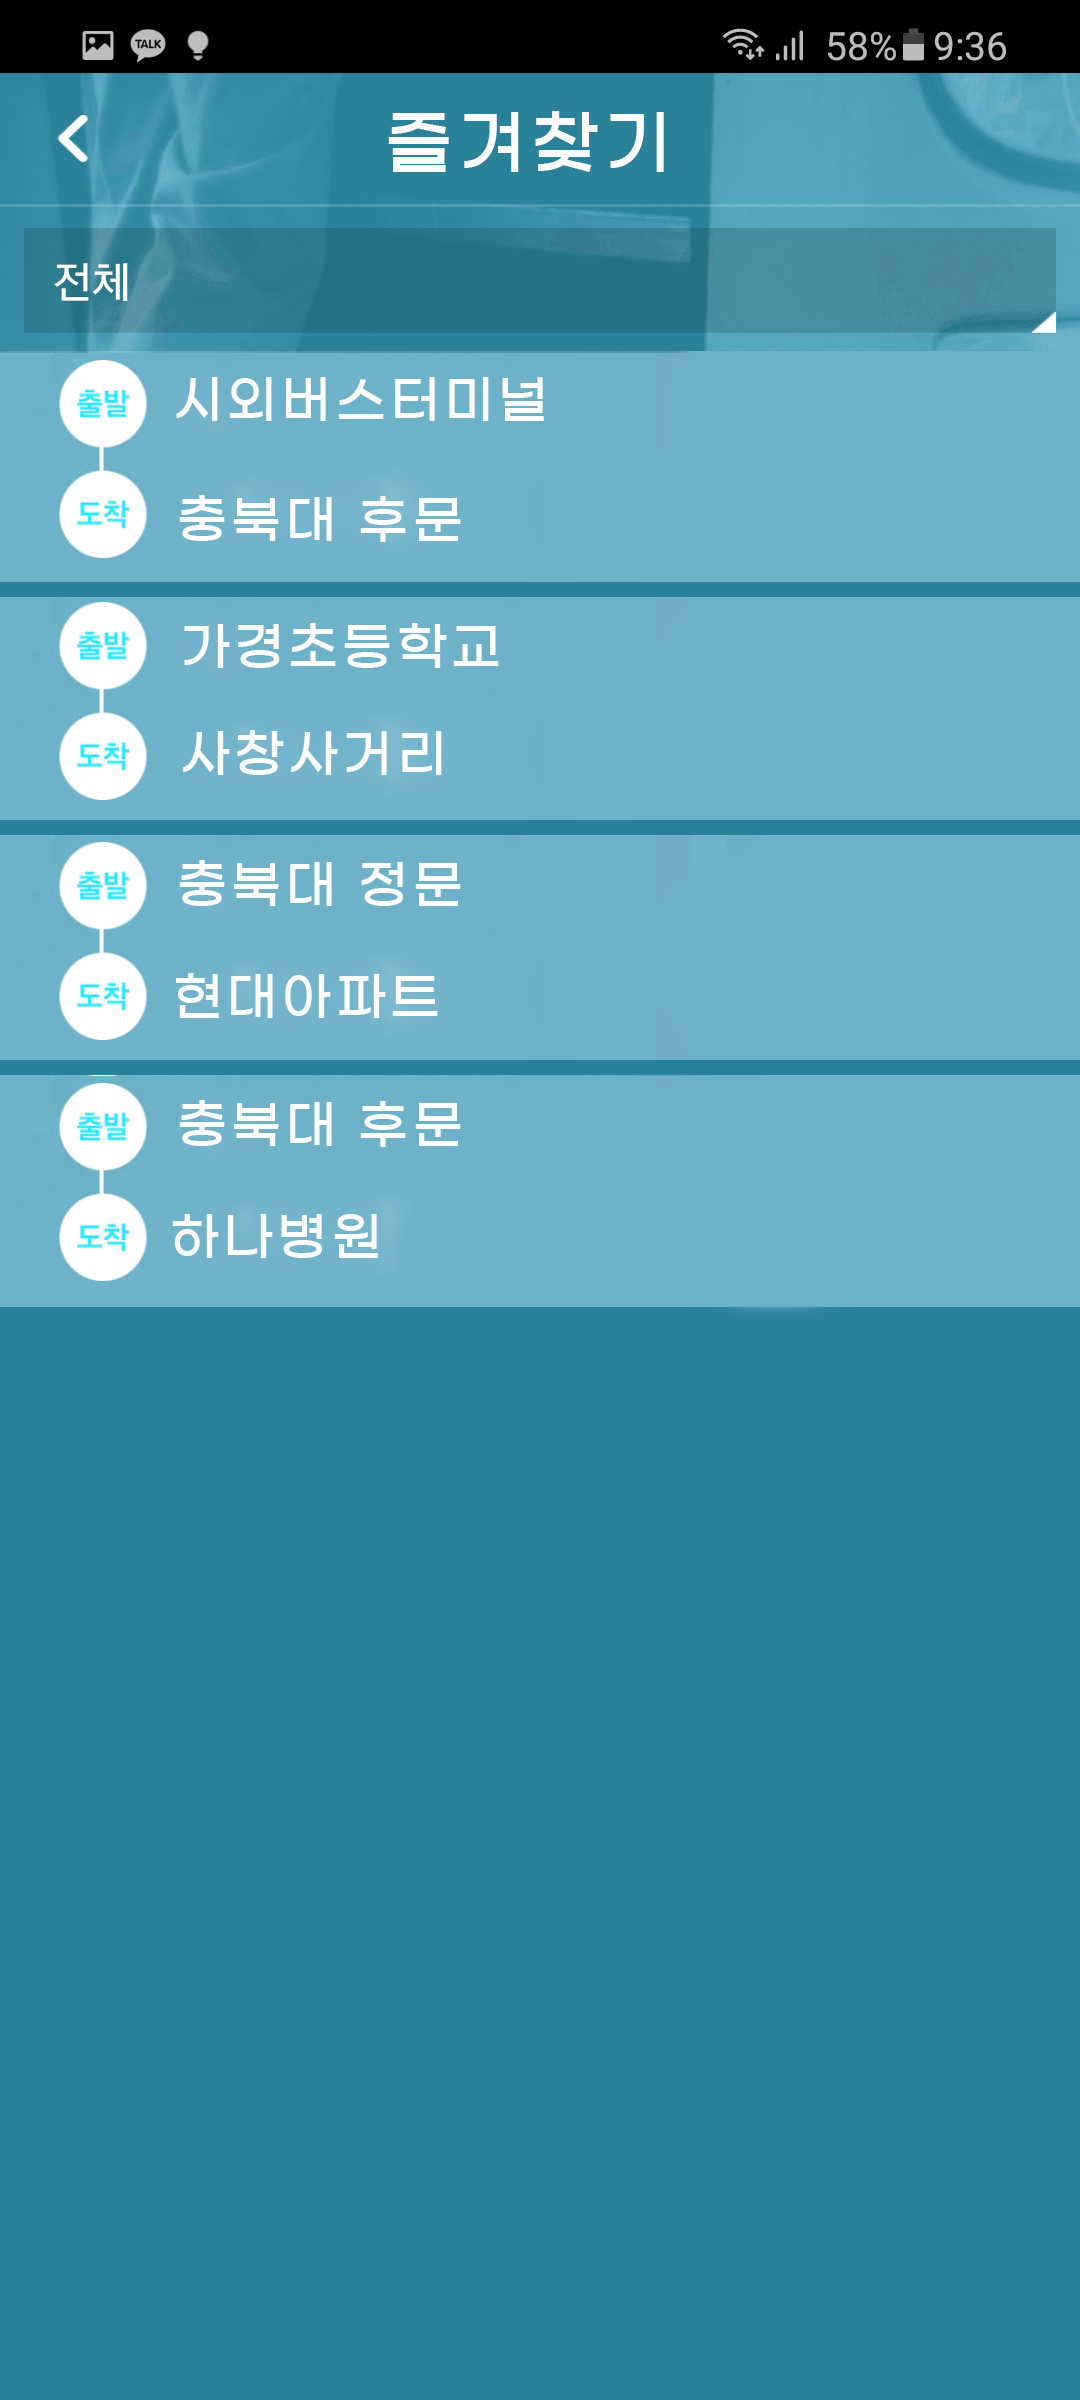 TALK 58% 9:36
즐겨찾기
전체
출발 시외버스터미널
도착 충북대 후문
출발 가경초등학교
도착 사창사거리
출발 충북대 정문
도착 현대아파트
출발 충북대 후문
도착 하나병원